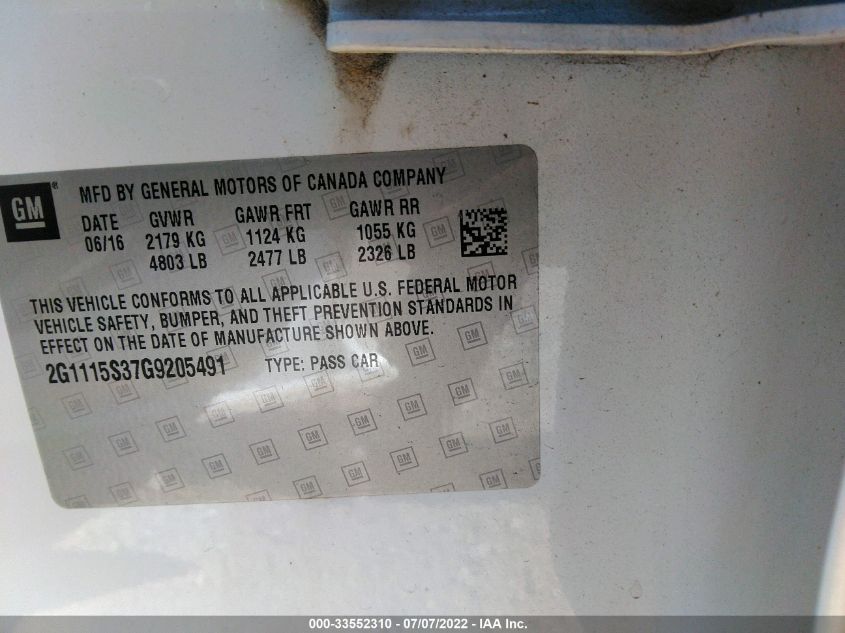 GM®
MFD BY GENERAL MOTORS OF CANADA COMPANY
DATE GVWR GAWR FRT GAWR RR
06/16 2179 KG 1124 KG 1055 KG
4803 LB 2477 LB 2326 LB
THIS VEHICLE CONFORMS TO ALL APPLICABLE U.S. FEDERAL MOTOR
VEHICLE SAFETY, BUMPER, AND THEFT PREVENTION STANDARDS IN
EFFECT ON THE DATE OF MANUFACTURE SHOWN ABOVE.
2G1115S37G9205491 TYPE: PASS CAR
000-33552310 - 07/07/2022 - IAA Inc.